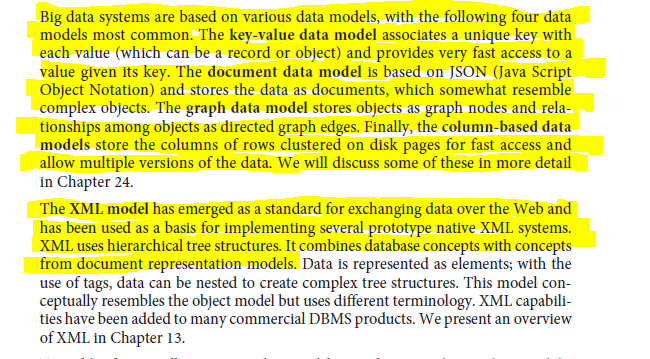 Big data systems are based on various data models, with the following four data
models most common. The key-value data model associates a unique key with
each value (which can be a record or object) and provides very fast access to a
value given its key. The document data model is based on JSON (Java Script
Object Notation) and stores the data as documents, which somewhat resemble
complex objects. The graph data model stores objects as graph nodes and rela-
tionships among objects as directed graph edges. Finally, the column-based data
models store the columns of rows clustered on disk pages for fast access and
allow multiple versions of the data. We will discuss some of these in more detail
in Chapter 24.
The XML model has emerged as a standard for exchanging data over the Web and
has been used as a basis for implementing several prototype native XML systems.
XML uses hierarchical tree structures. It combines database concepts with concepts
from document representation models. Data is represented as elements; with the
use of tags, data can be nested to create complex tree structures. This model con-
ceptually resembles the object model but uses different terminology. XML capabili-
ties have been added to many commercial DBMS products. We present an overview
of XML in Chapter 13.